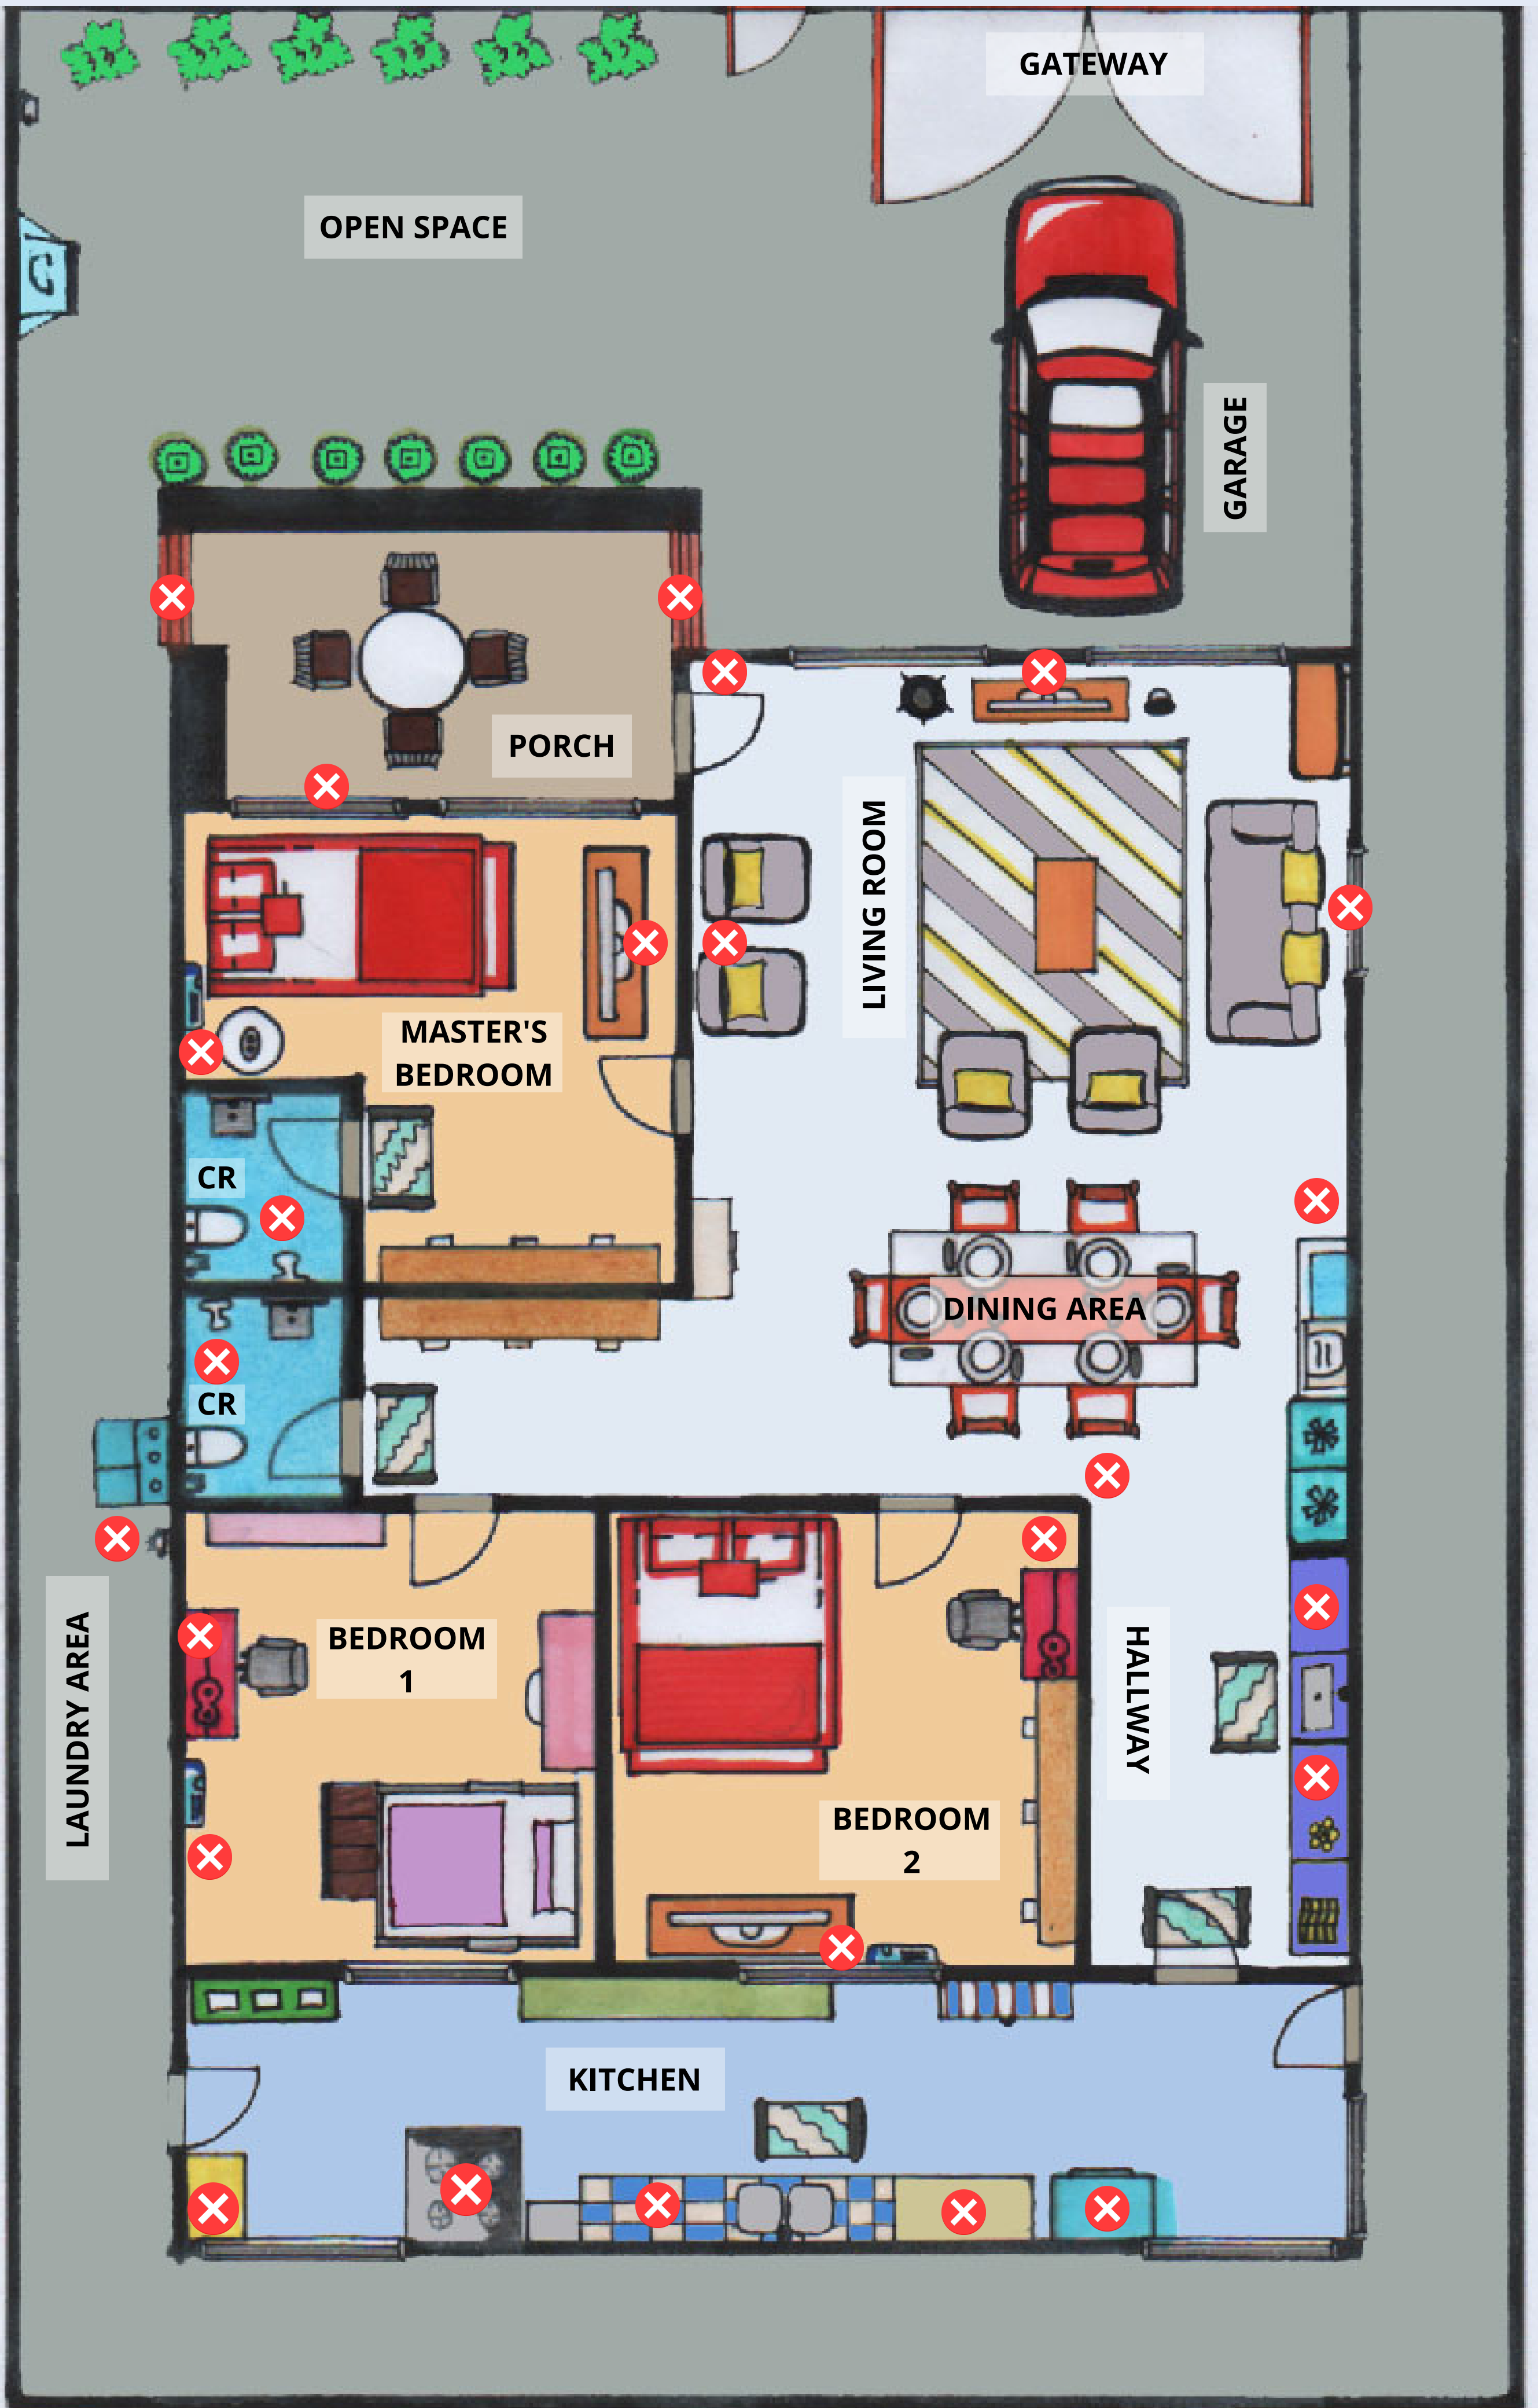 GATEWAY
OPEN SPACE
GARAGE
PORCH
LIVING ROOM
MASTER'S
BEDROOM
CR
DINING AREA
CR
BEDROOM
1
LAUNDRY AREA
HALLWAY
BEDROOM
2
KITCHEN